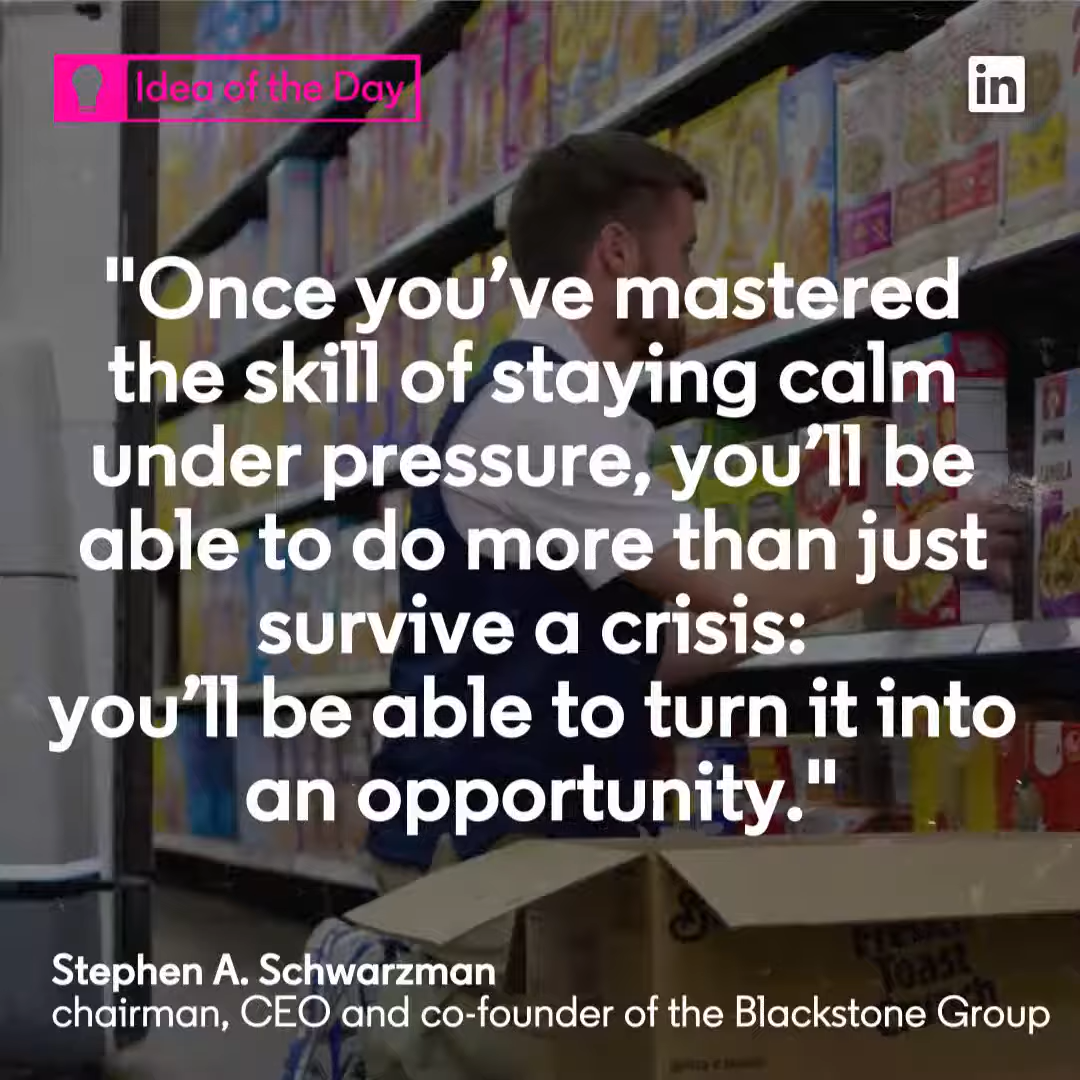 Idea of the Day
in
"Once you've mastered
the skill of staying calm
under pressure, you'll be
able to do more than just
survive a crisis:
you'll be able to turn it into
an opportunity."
Stephen A. Schwarzman
chairman, CEO and co-founder of the Blackstone Group